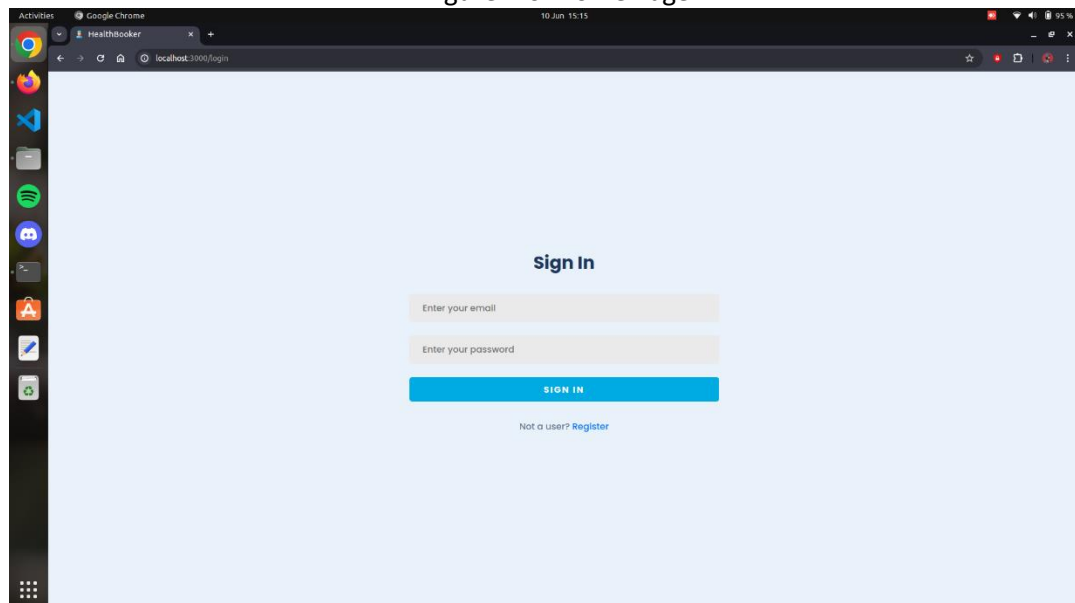 Activities Google Chrome 10 Jun 15:15 95 %
HealthBooker
localhost:3000/login
Sign In
Enter your email
Enter your password
SIGN IN
Not a user? Register